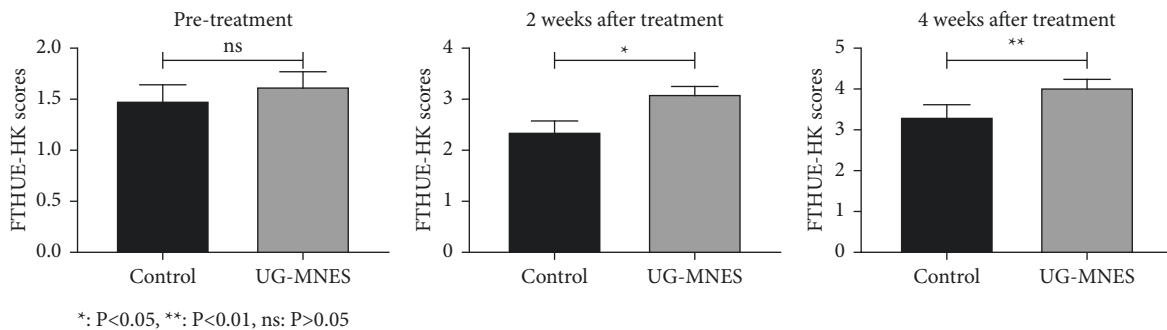 Pre-treatment
ns
FTHUE-HK scores
2.0
1.5
1.0
0.5
0.0
Control UG-MNES
2 weeks after treatment
*
FTHUE-HK scores
4
3
2
1
0
Control UG-MNES
4 weeks after treatment
**
FTHUE-HK scores
5
4
3
2
1
0
Control UG-MNES
*: P<0.05, **: P<0.01, ns: P>0.05